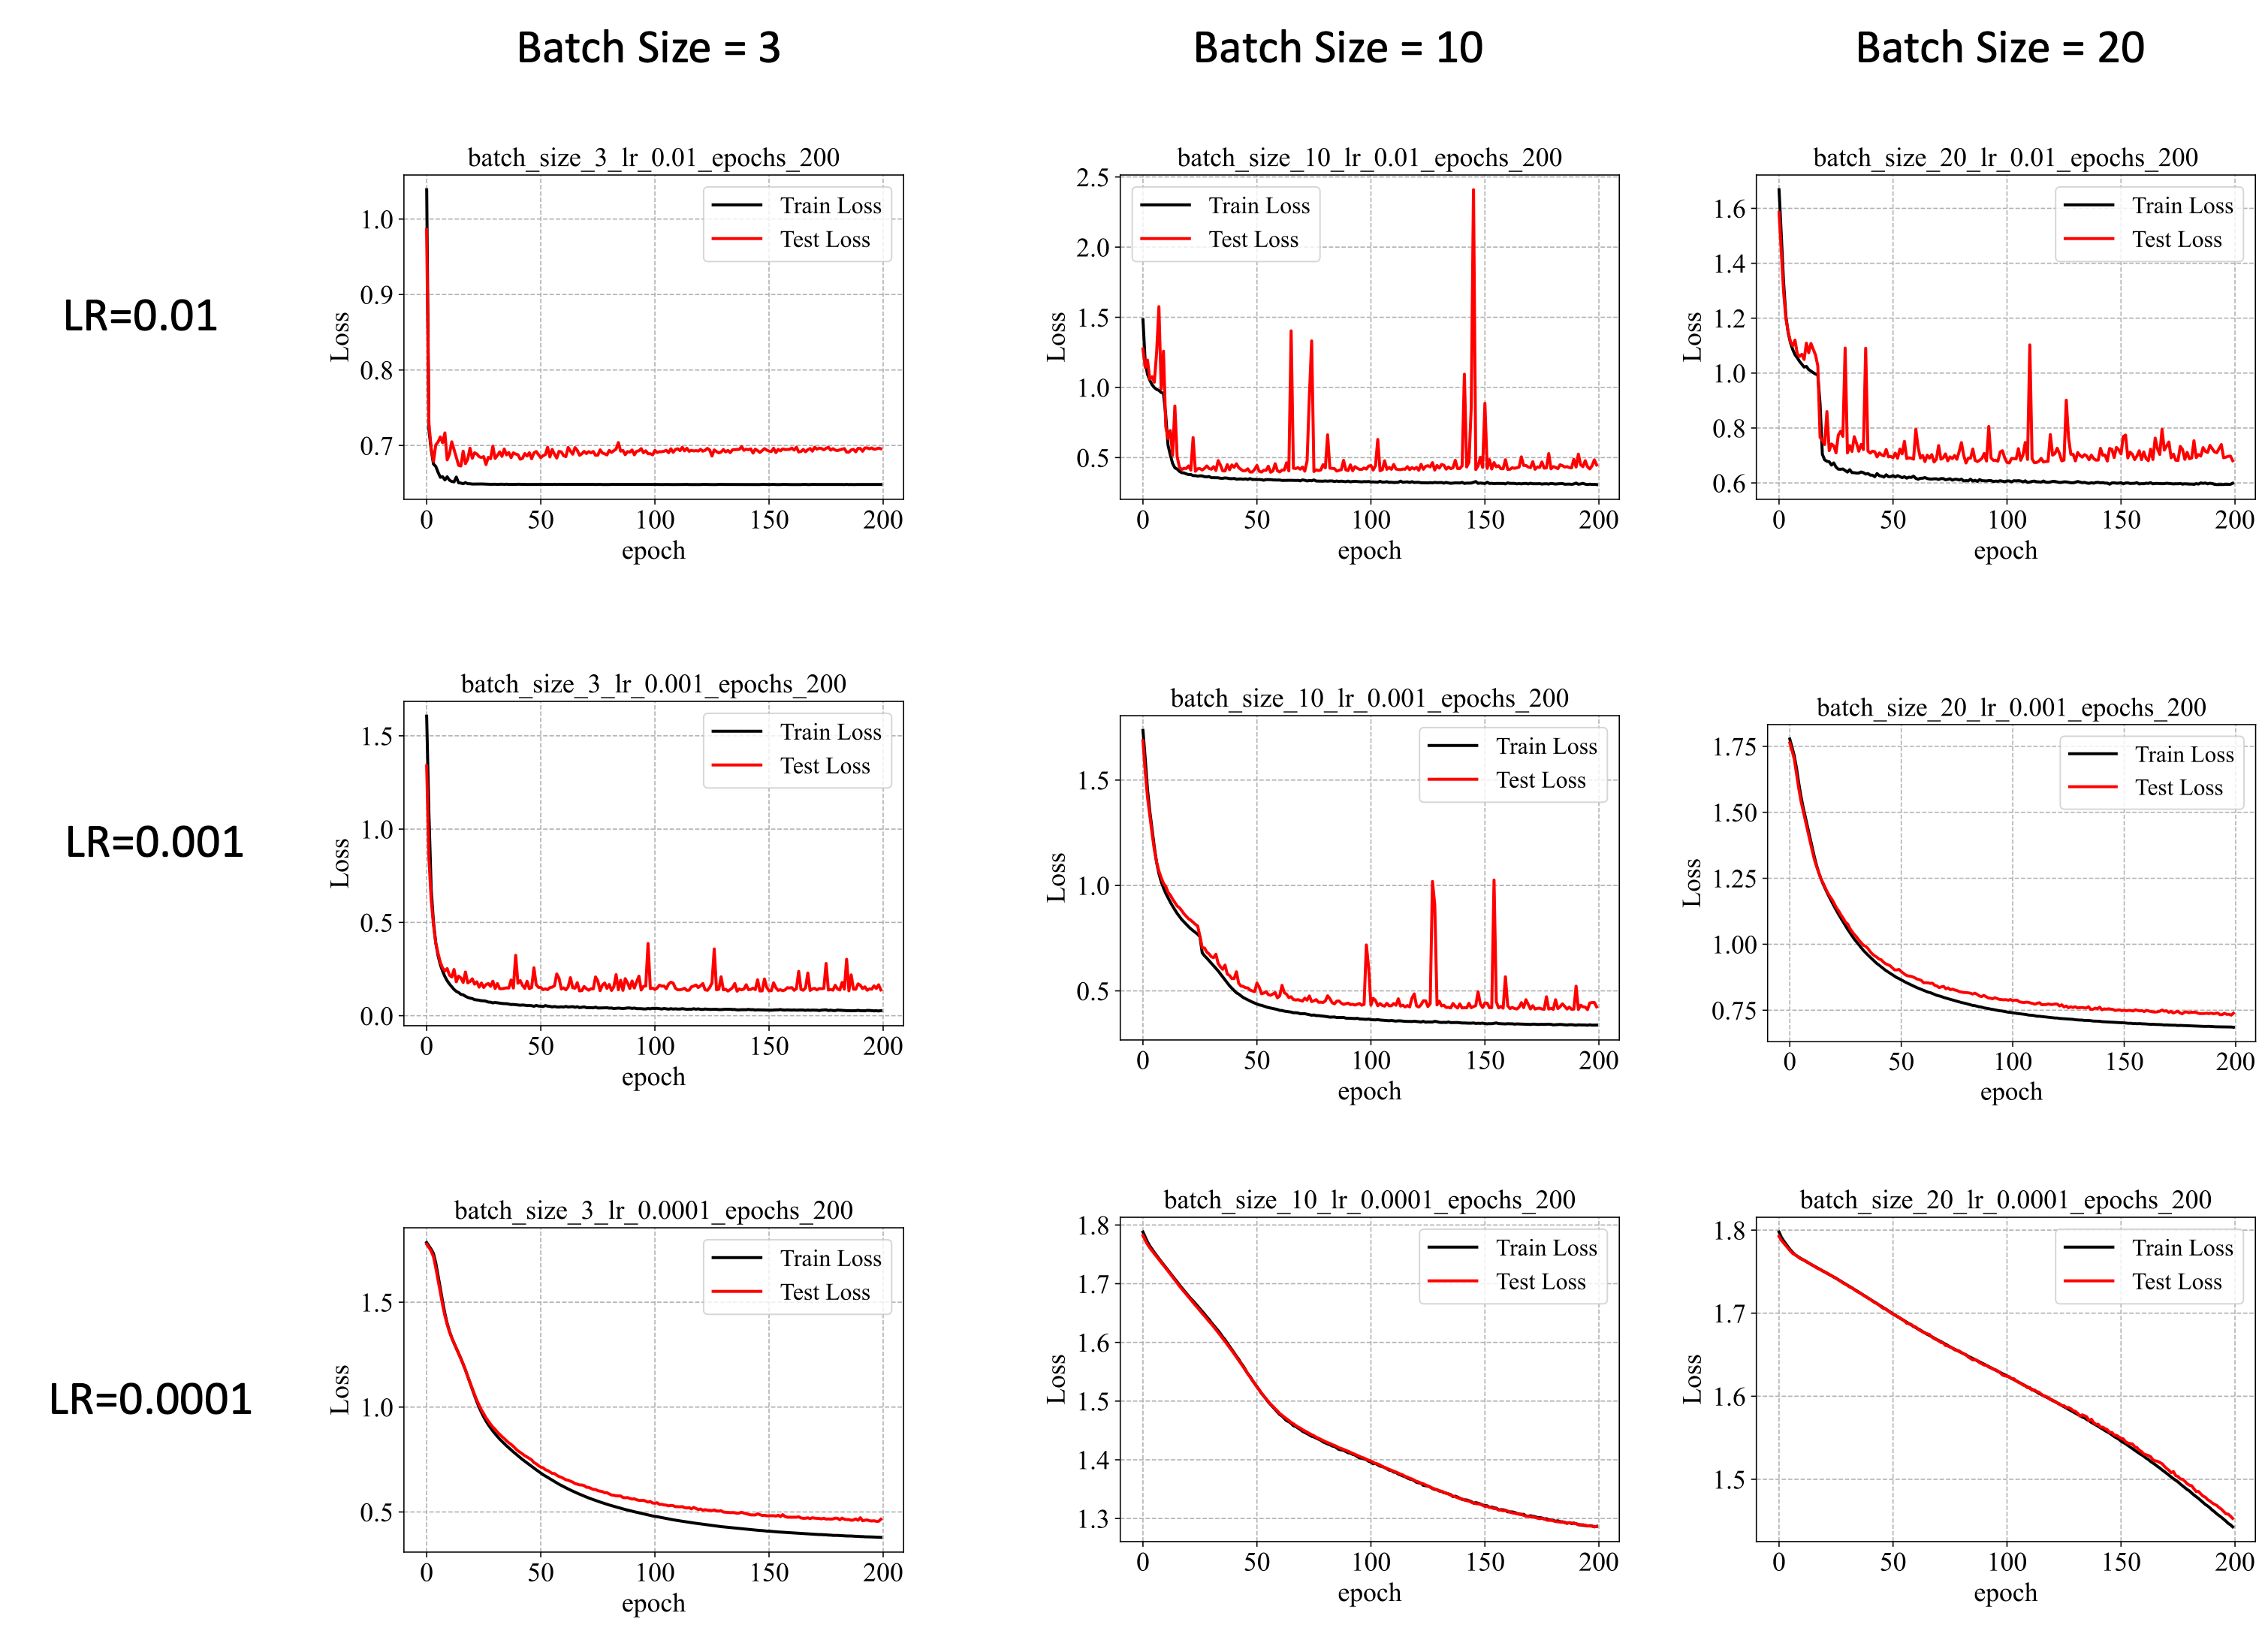 Batch Size = 3
Batch Size = 10
Batch Size = 20
LR=0.01
batch_size_3_lr_0.01_epochs_200
Train Loss
Test Loss
1.0
0.9
0.8
0.7
Loss
0
50
100
150
200
epoch
batch_size_10_lr_0.01_epochs_200
Train Loss
Test Loss
2.5
2.0
1.5
1.0
0.5
Loss
0
50
100
150
200
epoch
batch_size_20_lr_0.01_epochs_200
Train Loss
Test Loss
1.6
1.4
1.2
1.0
0.8
0.6
Loss
0
50
100
150
200
epoch
LR=0.001
batch_size_3_lr_0.001_epochs_200
Train Loss
Test Loss
1.5
1.0
0.5
0.0
Loss
0
50
100
150
200
epoch
batch_size_10_lr_0.001_epochs_200
Train Loss
Test Loss
1.5
1.0
0.5
Loss
0
50
100
150
200
epoch
batch_size_20_lr_0.001_epochs_200
Train Loss
Test Loss
1.75
1.50
1.25
1.00
0.75
Loss
0
50
100
150
200
epoch
LR=0.0001
batch_size_3_lr_0.0001_epochs_200
Train Loss
Test Loss
1.5
1.0
0.5
Loss
0
50
100
150
200
epoch
batch_size_10_lr_0.0001_epochs_200
Train Loss
Test Loss
1.8
1.7
1.6
1.5
1.4
1.3
Loss
0
50
100
150
200
epoch
batch_size_20_lr_0.0001_epochs_200
Train Loss
Test Loss
1.8
1.7
1.6
1.5
Loss
0
50
100
150
200
epoch